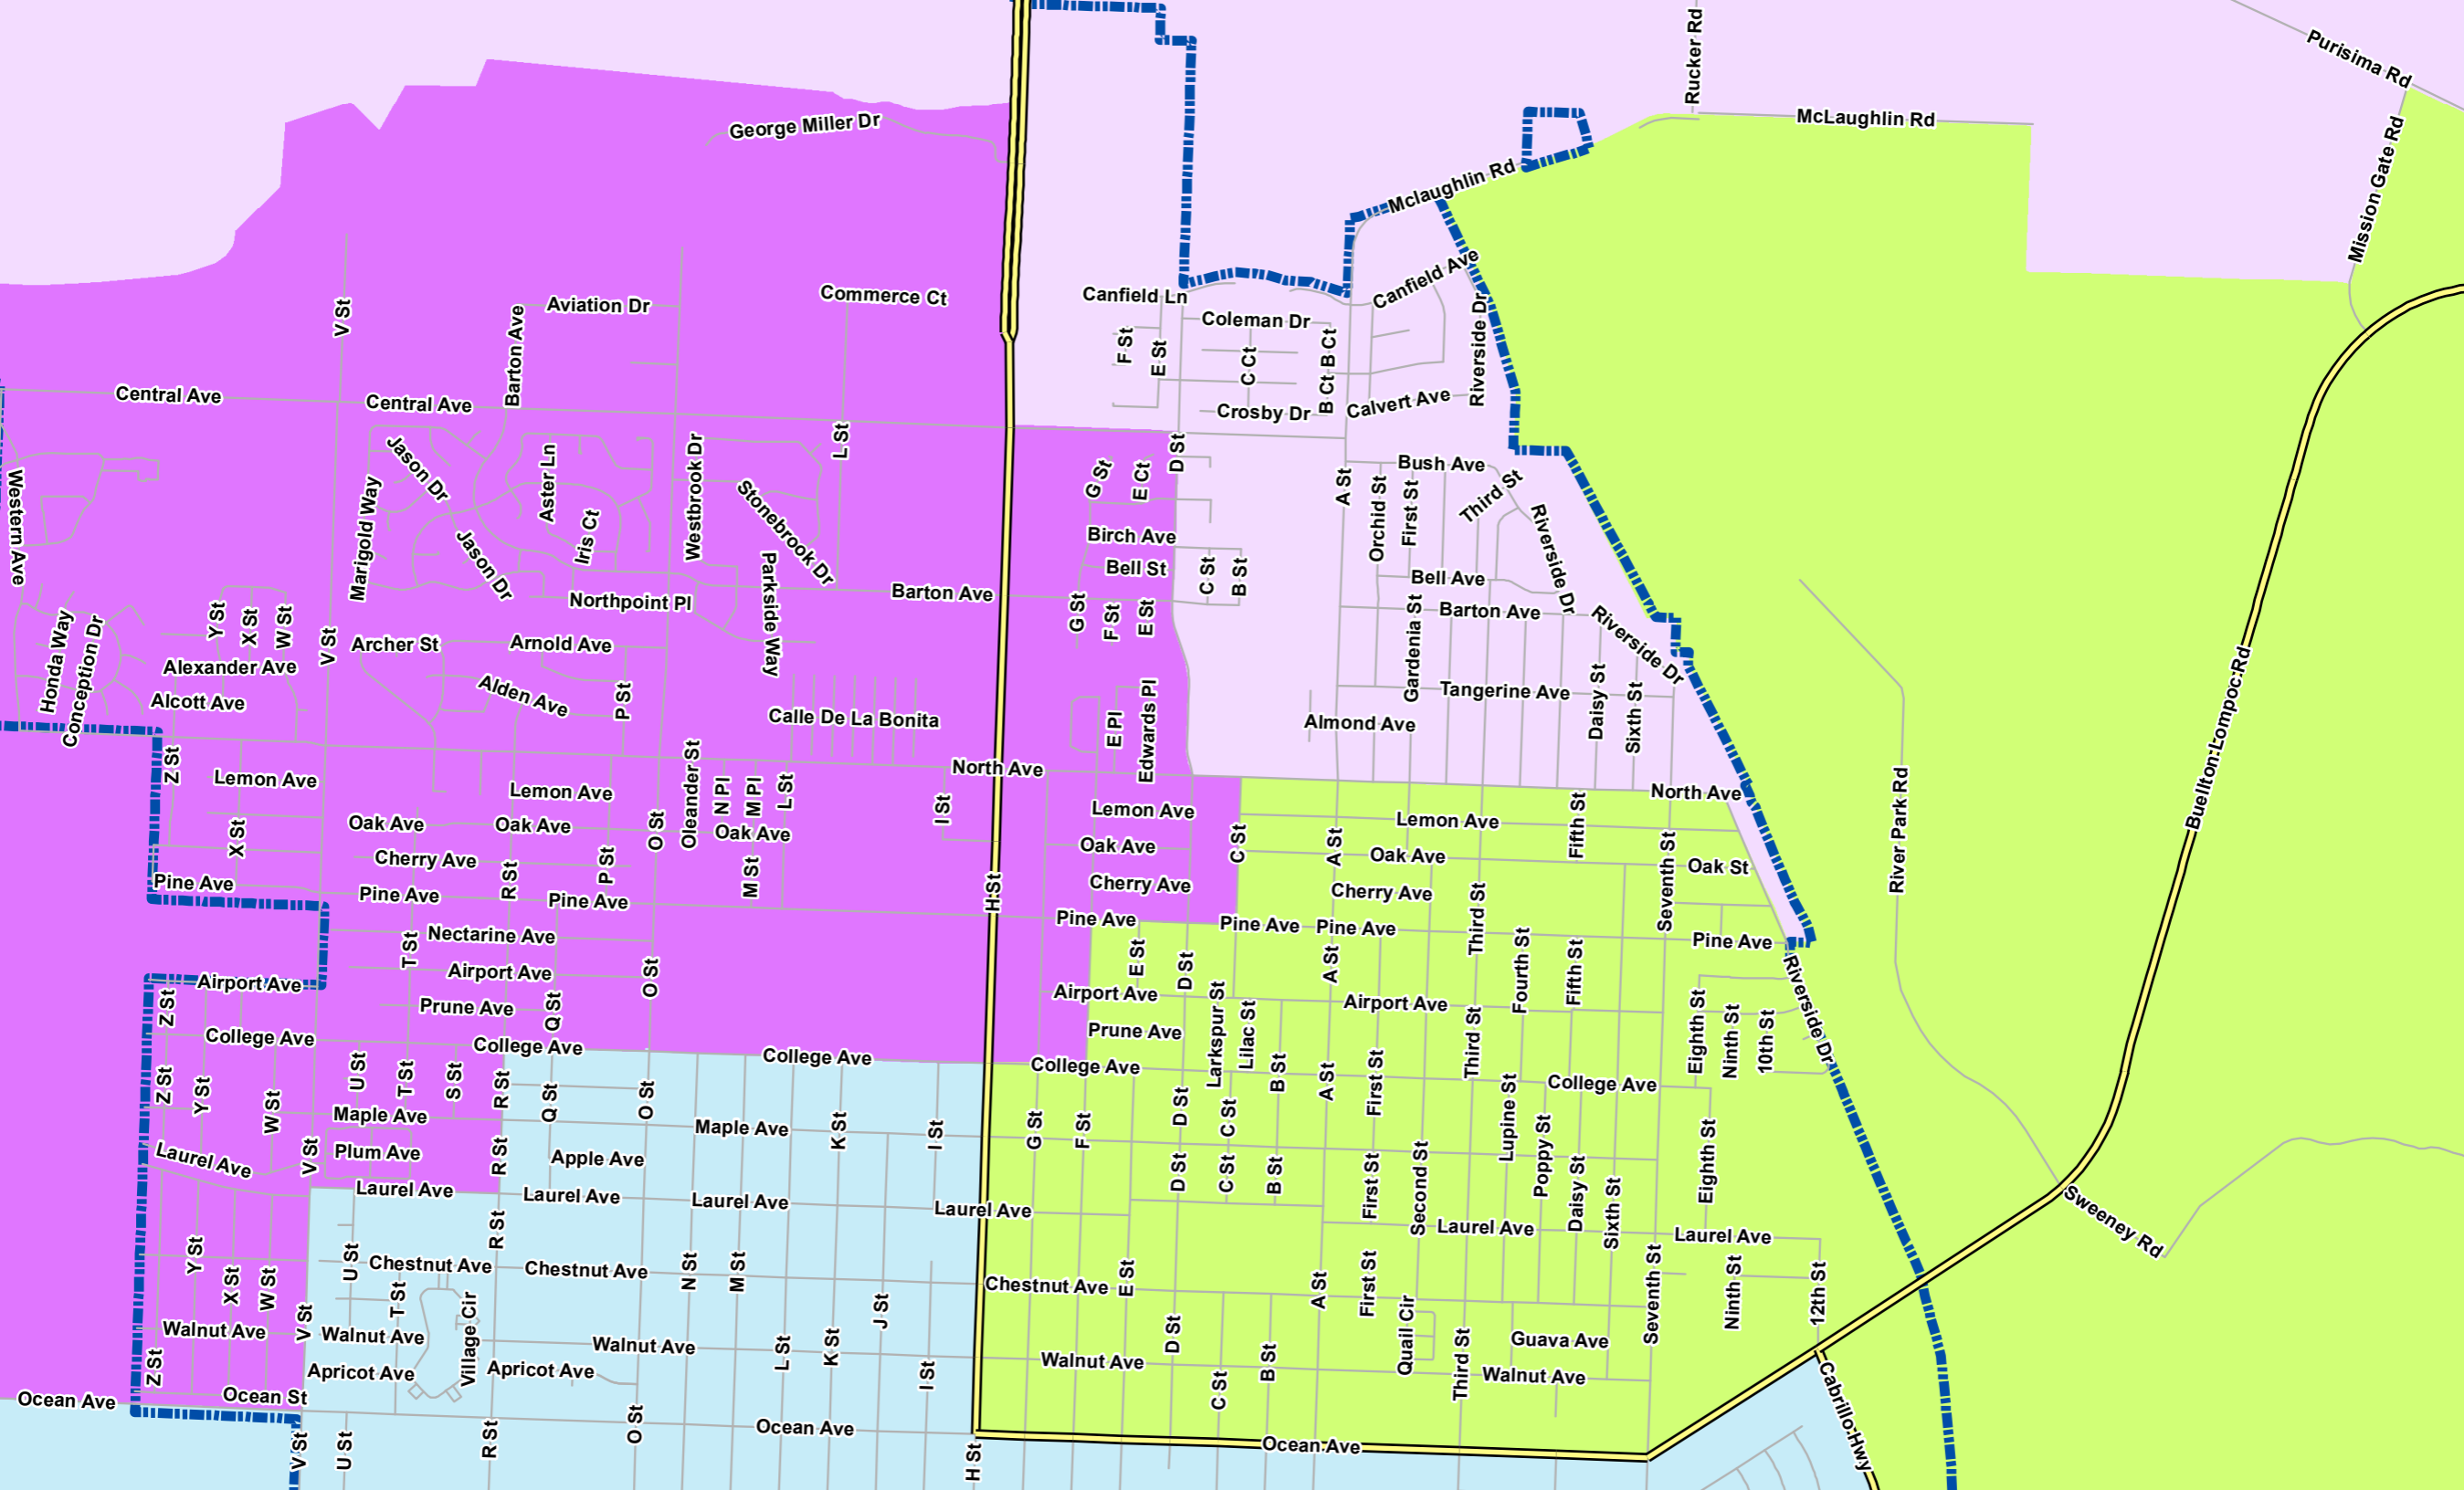 Rucker Rd
Purisima Rd
McLaughlin Rd
George Miller Dr
Mission Gate Rd
Mclaughlin Rd
Canfield Ave
Canfield Ln
Commerce Ct
Aviation Dr
V St
Barton Ave
Coleman Dr
Riverside Dr
F St
E St
C Ct
B Ct
B Ct
Central Ave
Central Ave
Crosby Dr
Calvert Ave
L St
D St
Jason Dr
Aster Ln
Westbrook Dr
Stonebrook Dr
G St
E Ct
A St
Bush Ave
Orchid St
First St
Third St
Western Ave
Marigold Way
Iris Ct
Jason Dr
Birch Ave
Bell St
C St
B St
Bell Ave
Riverside Dr
Parkside Way
Northpoint Pl
Barton Ave
G St
F St
E St
Barton Ave
Gardenia St
Riverside Dr
Y St
X St
W St
V St
Honda Way
Conception Dr
Archer St
Arnold Ave
Alexander Ave
Alcott Ave
Alden Ave
P St
Calle De La Bonita
E Pl
Edwards Pl
Tangerine Ave
Almond Ave
Daisy St
Sixth St
Buellton-Lompoc Rd
River Park Rd
Z St
Lemon Ave
Lemon Ave
Oleander St
N Pl
M Pl
L St
North Ave
I St
North Ave
Lemon Ave
Lemon Ave
Fifth St
X St
Oak Ave
Oak Ave
O St
Oak Ave
Oak Ave
C St
A St
Oak Ave
Seventh St
Oak St
Cherry Ave
R St
P St
M St
H St
Cherry Ave
Cherry Ave
Pine Ave
Pine Ave
Pine Ave
Pine Ave
Pine Ave
Pine Ave
Third St
Pine Ave
T St
Nectarine Ave
Airport Ave
O St
E St
D St
A St
Fourth St
Fifth St
Riverside Dr
Airport Ave
Z St
Prune Ave
Q St
Airport Ave
Larkspur St
Lilac St
Airport Ave
Third St
Eighth St
Ninth St
10th St
Prune Ave
College Ave
College Ave
College Ave
College Ave
College Ave
Z St
Y St
W St
U St
T St
S St
R St
Q St
O St
B St
A St
First St
Lupine St
Maple Ave
Maple Ave
K St
I St
G St
F St
D St
C St
Poppy St
Eighth St
Laurel Ave
V St
Plum Ave
R St
Apple Ave
D St
C St
B St
First St
Second St
Daisy St
Sixth St
Laurel Ave
Laurel Ave
Laurel Ave
Laurel Ave
Laurel Ave
Laurel Ave
Sweeney Rd
Y St
X St
W St
V St
U St
T St
R St
Chestnut Ave
Chestnut Ave
N St
M St
J St
Chestnut Ave
E St
A St
First St
Seventh St
Ninth St
12th St
Walnut Ave
Walnut Ave
Village Cir
Walnut Ave
L St
K St
I St
Walnut Ave
D St
B St
Quail Cir
Guava Ave
Third St
Walnut Ave
Z St
Apricot Ave
Apricot Ave
C St
Cabrillo Hwy
Ocean Ave
Ocean St
V St
U St
R St
O St
Ocean Ave
H St
Ocean Ave